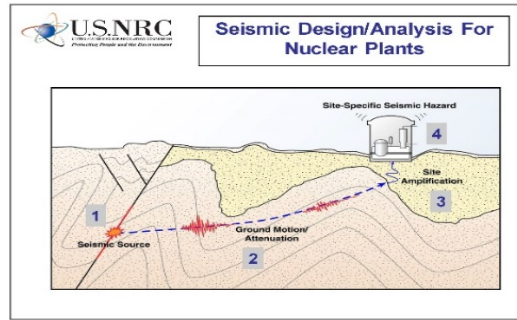 U.S.NRC
Protecting People and the Environment
Seismic Design/Analysis For
Nuclear Plants
Site-Specific Seismic Hazard
4
Site
Amplification
3
1
Seismic Source
Ground Motion/
Attenuation
2